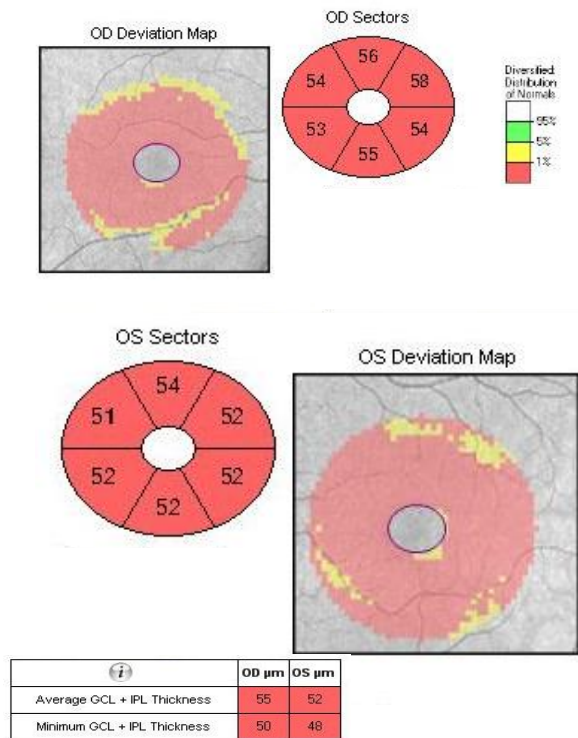 OD Deviation Map
OD Sectors
56
54
58
53
54
55
Diversified:
Distribution
of Normals
95%
5%
1%
OS Sectors
54
51
52
52
52
52
OS Deviation Map
i
OD µm
OS µm
Average GCL + IPL Thickness
55
52
Minimum GCL + IPL Thickness
50
48